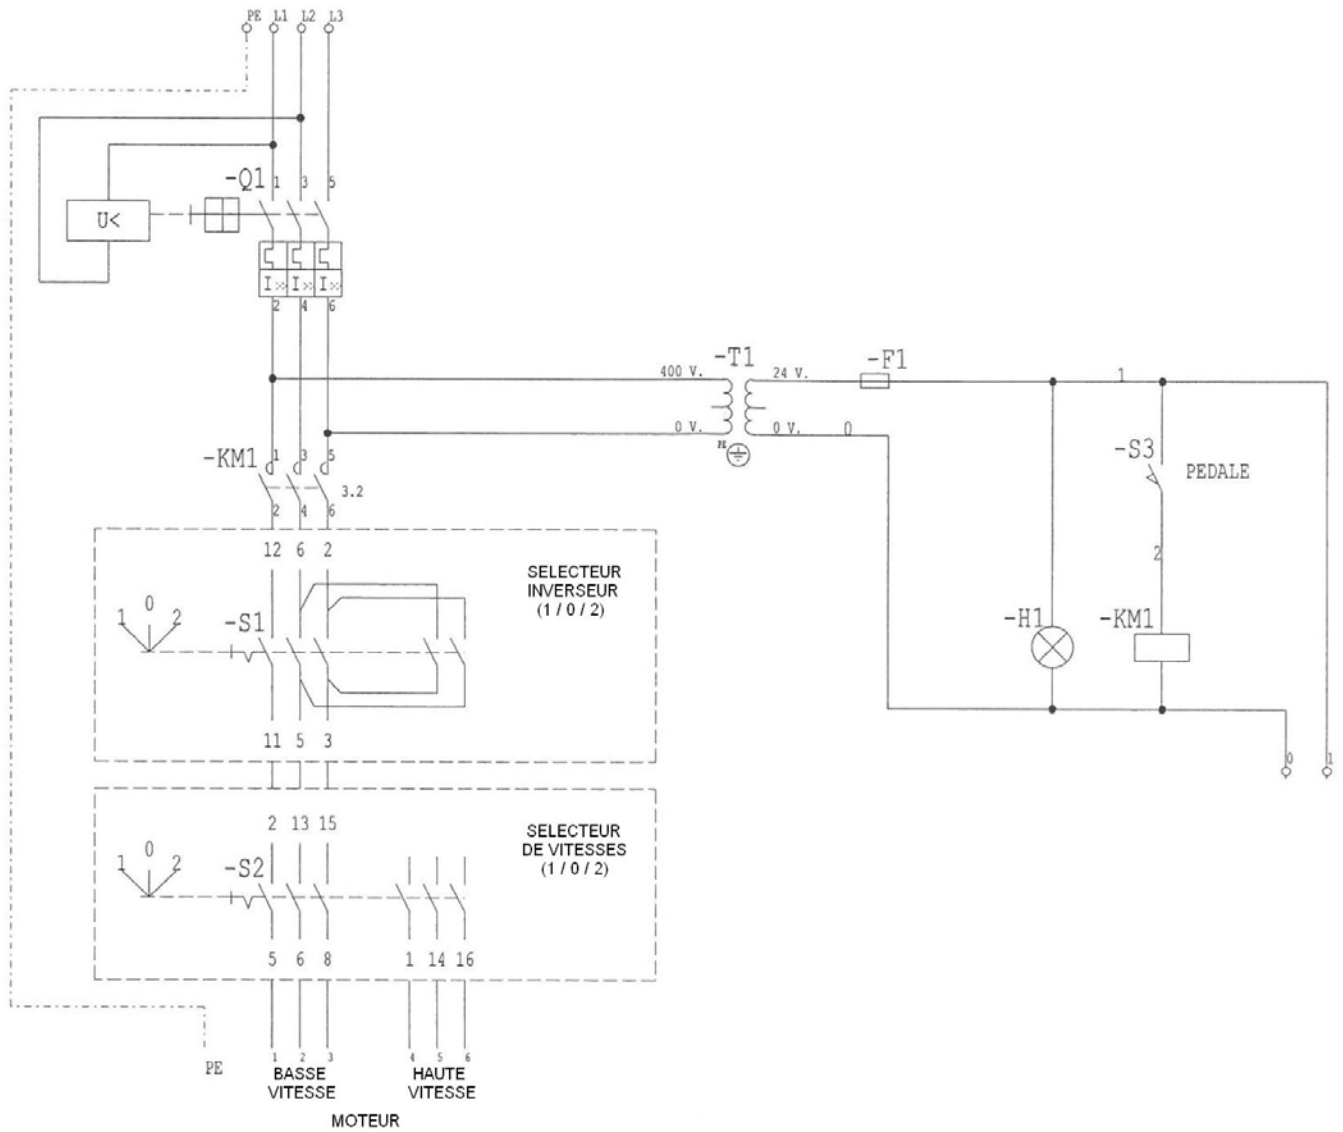 PE L1 L2 L3
-Q1 1 3 5
U<
I» I» I»
2 4 6
-T1 -F1
400 V. 24 V. 1
0 V. 0 V. 0
PE
-KM1 1 3 5
3.2
2 4 6
-S3 PEDALE
2
12 6 2
SELECTEUR
INVERSEUR
(1 / 0 / 2)
1 0 2 -S1
-H1 -KM1
11 5 3
0 1
2 13 15
SELECTEUR
DE VITESSES
(1 / 0 / 2)
1 0 2 -S2
5 6 8 1 14 16
PE
1 2 3 4 5 6
BASSE
VITESSE
HAUTE
VITESSE
MOTEUR